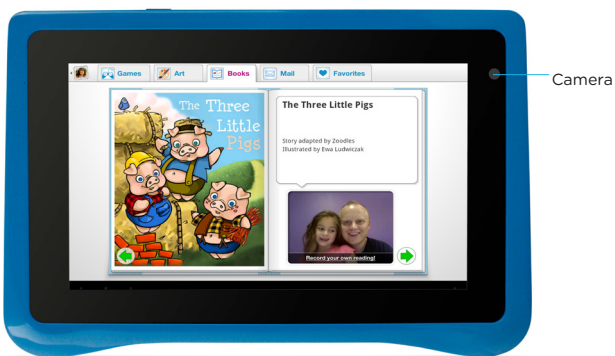 Games
Art
Books
Mail
Favorites
Camera
The Three
Little
Pigs
The Three Little Pigs
Story adapted by Zoodles
Illustrated by Ewa Ludwiczak
Record your own reading!